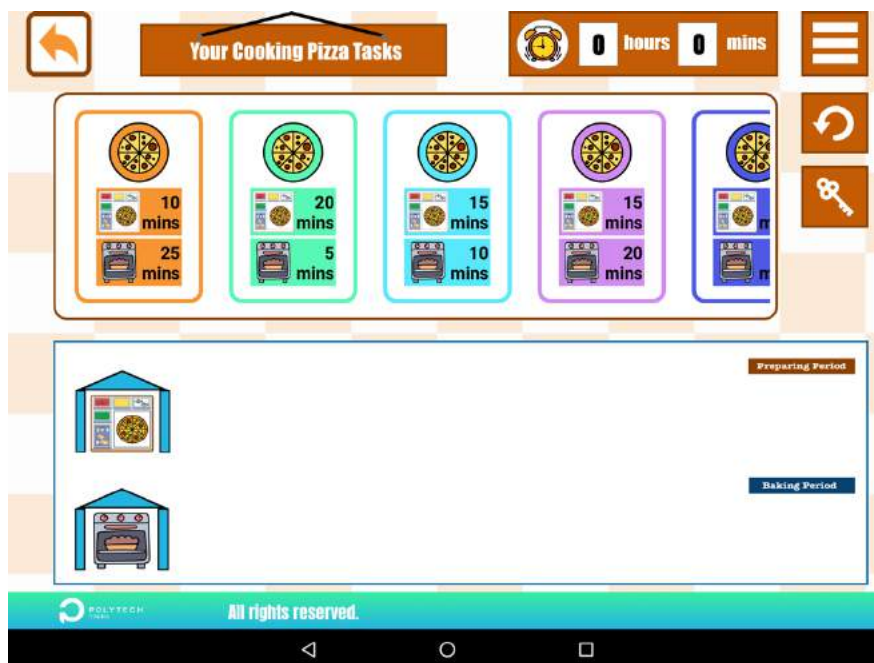 Your Cooking Pizza Tasks
0 hours 0 mins
10
mins
25
mins
20
mins
5
mins
15
mins
10
mins
15
mins
20
mins
Preparing Period
Baking Period
POLYTECH
All rights reserved.